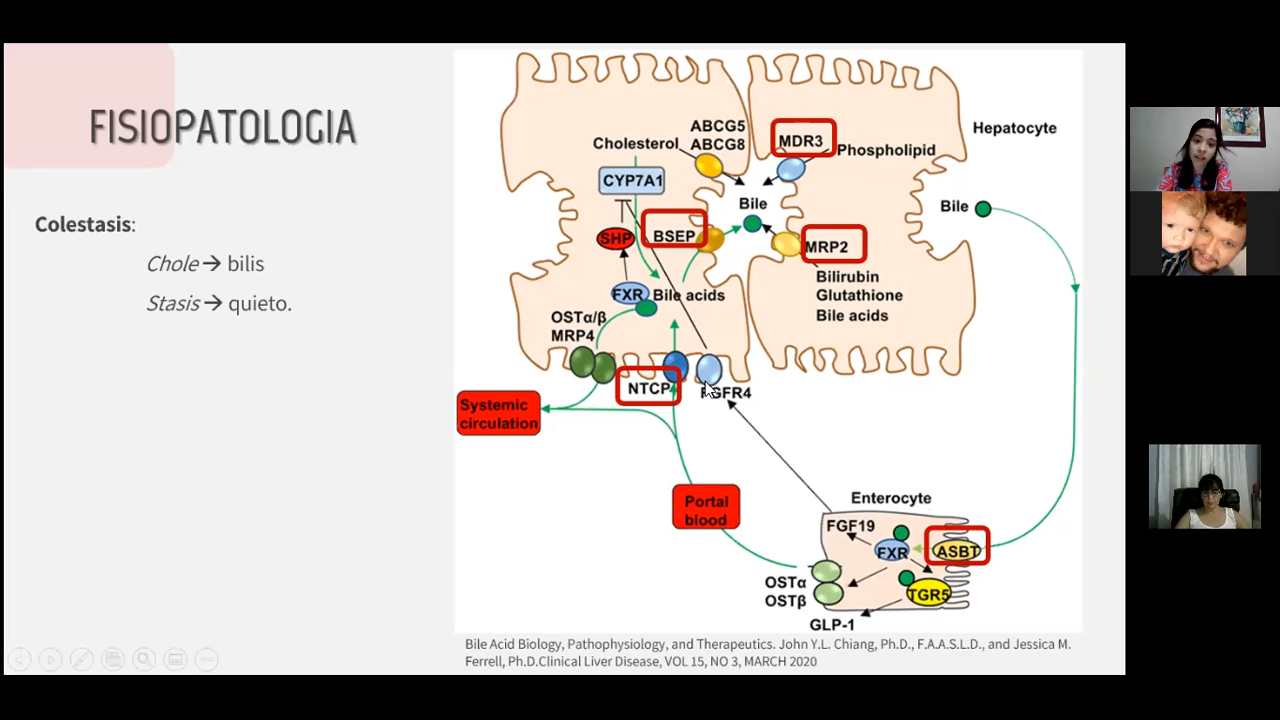 FISIOPATOLOGIA
Colestasis:
Chole → bilis
Stasis → quieto.
ABCG5
ABCG8
Cholesterol
CYP7A1
SHP
BSEP
FXR
Bile acids
OSTα/β
MRP4
NTCP
FGFR4
MDR3
Phospholipid
Bile
MRP2
Bilirubin
Glutathione
Bile acids
Hepatocyte
Bile
Systemic
circulation
Portal
blood
Enterocyte
FGF19
FXR
ASBT
TGR5
OSTα
OSTβ
GLP-1
Bile Acid Biology, Pathophysiology, and Therapeutics. John Y.L. Chiang, Ph.D., F.A.A.S.L.D., and Jessica M.
Ferrell, Ph.D.Clinical Liver Disease, VOL 15, NO 3, MARCH 2020